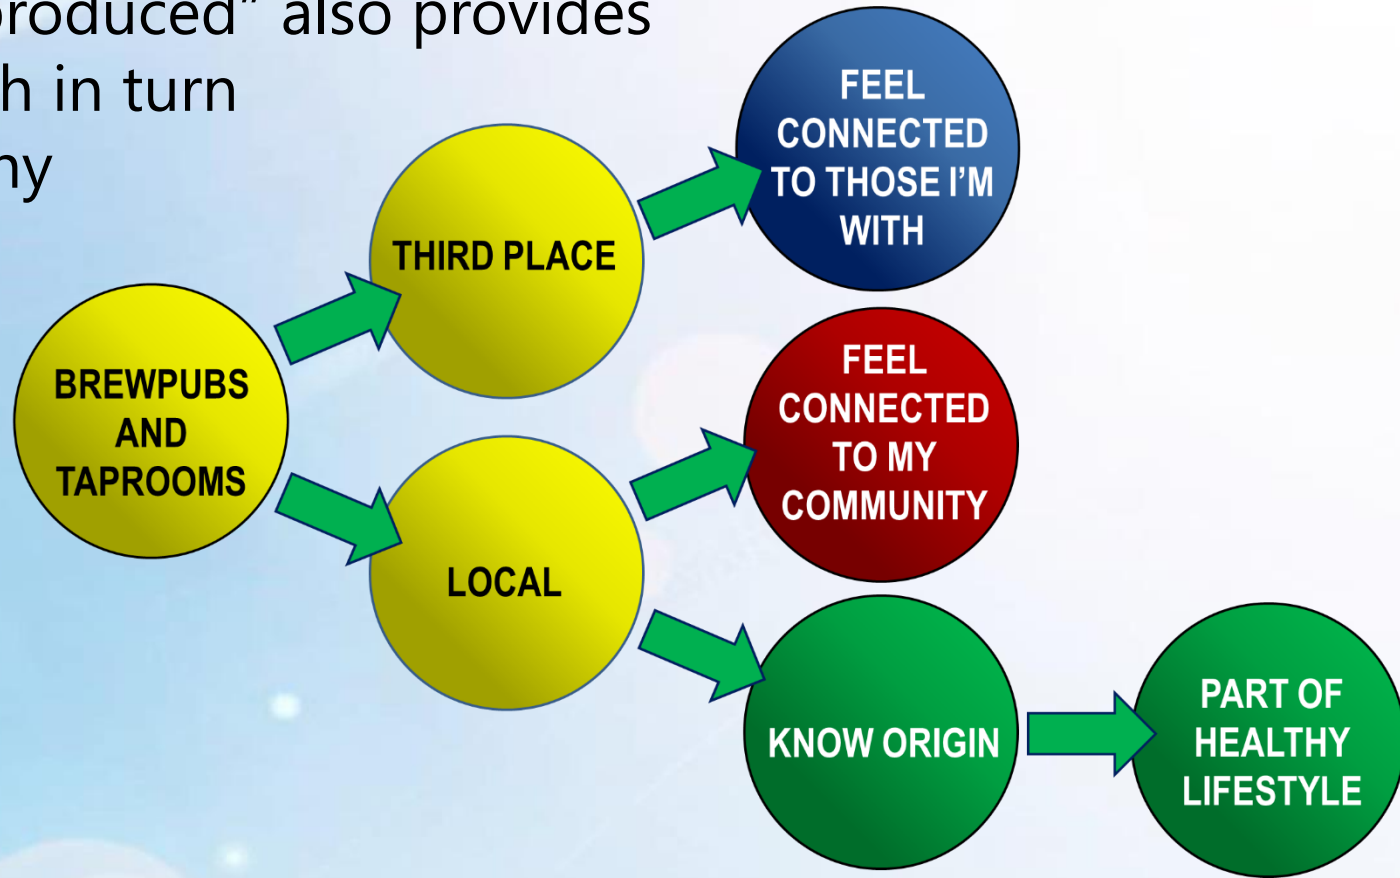 produced” also provides
h in turn
ny
FEEL
CONNECTED
TO THOSE I’M
WITH
THIRD PLACE
BREWPUBS
AND
TAPROOMS
FEEL
CONNECTED
TO MY
COMMUNITY
LOCAL
KNOW ORIGIN
PART OF
HEALTHY
LIFESTYLE